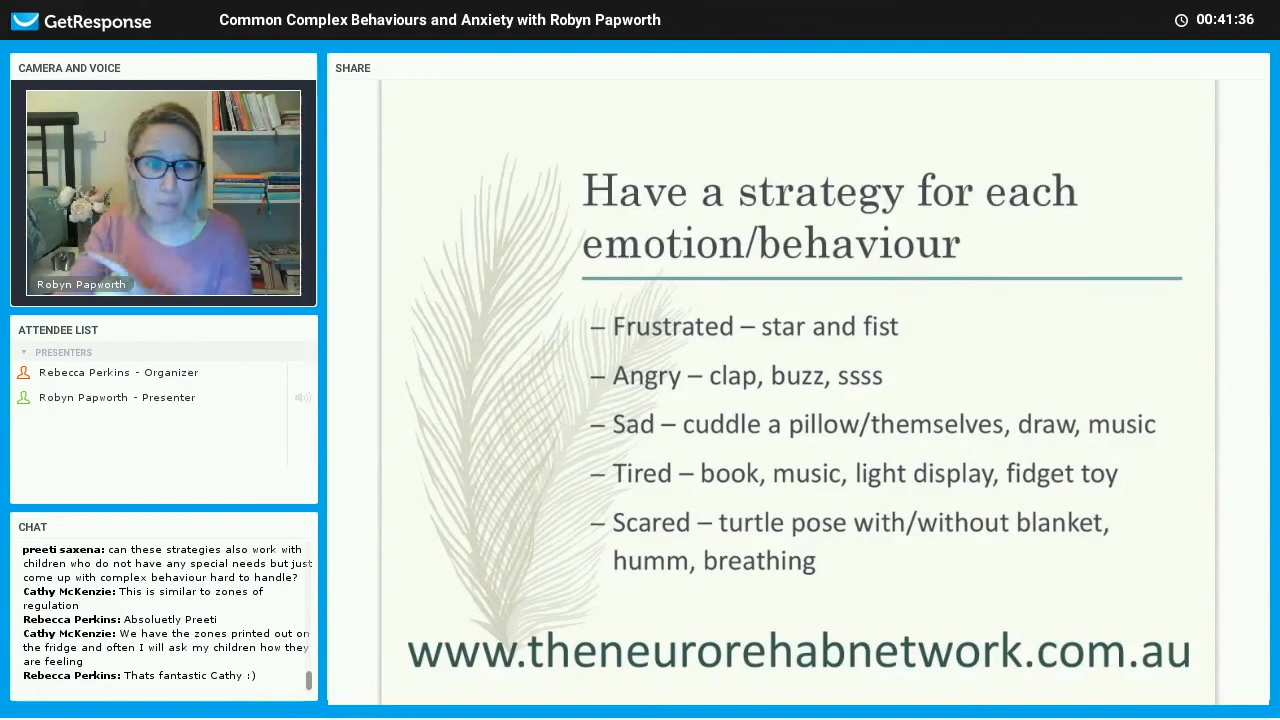 GetResponse
Common Complex Behaviours and Anxiety with Robyn Papworth
00:41:36
CAMERA AND VOICE
Robyn Papworth
ATTENDEE LIST
PRESENTERS
Rebecca Perkins - Organizer
Robyn Papworth - Presenter
CHAT
preeti saxena: can these strategies also work with
children who do not have any special needs but just
come up with complex behaviour hard to handle?
Cathy McKenzie: This is similar to zones of
regulation
Rebecca Perkins: Absoluetly Preeti
Cathy McKenzie: We have the zones printed out on
the fridge and often I will ask my children how they
are feeling
Rebecca Perkins: Thats fantastic Cathy :)
SHARE
Have a strategy for each
emotion/behaviour
– Frustrated – star and fist
– Angry – clap, buzz, ssss
– Sad – cuddle a pillow/themselves, draw, music
– Tired – book, music, light display, fidget toy
– Scared – turtle pose with/without blanket,
humm, breathing
www.theneurorehabnetwork.com.au